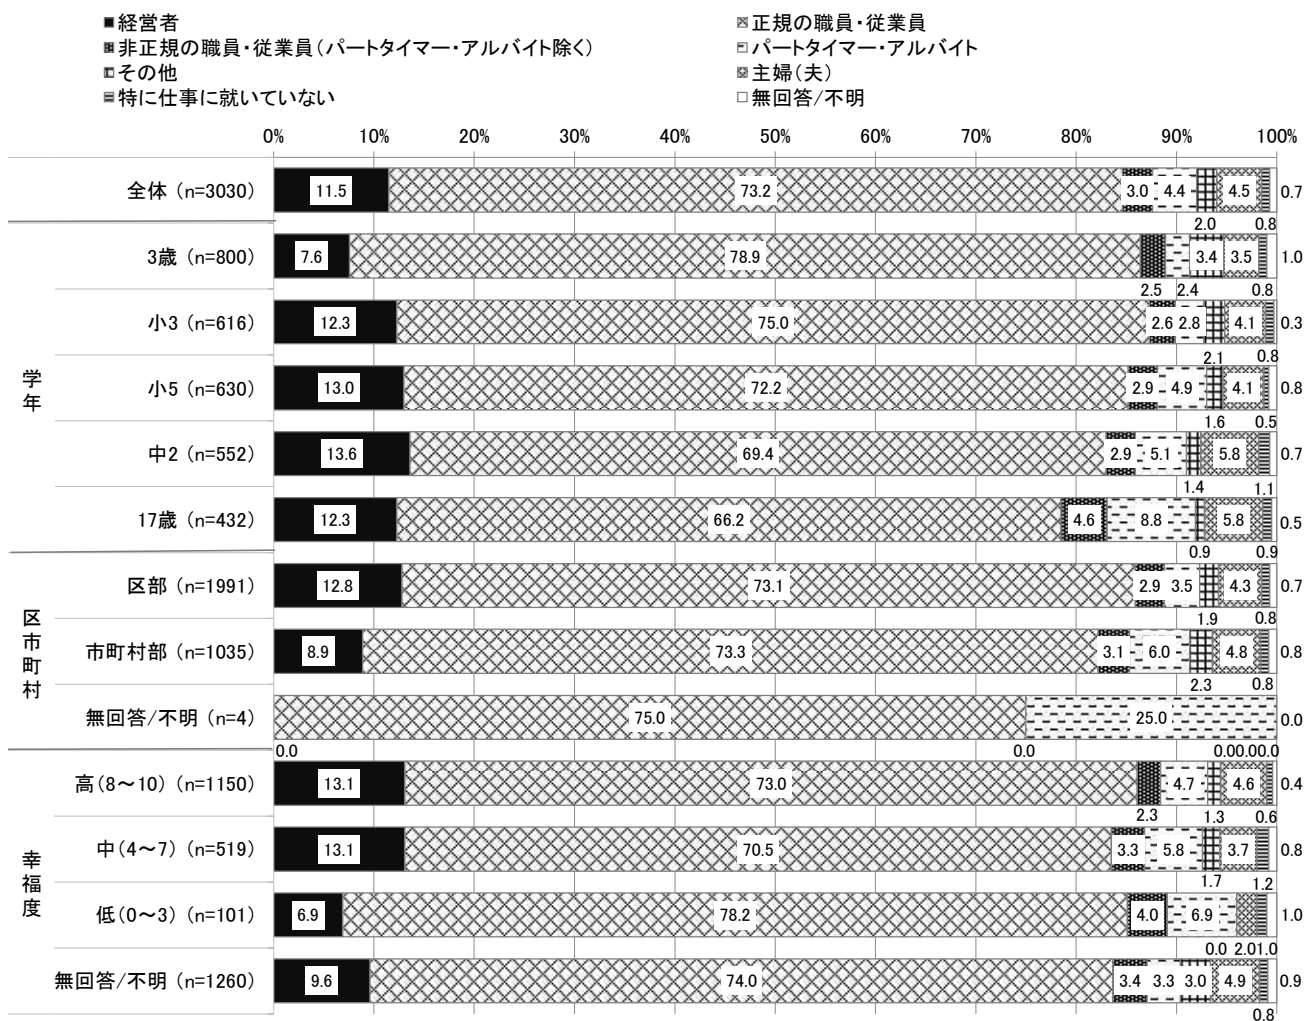 ■経営者
正規の職員・従業員
非正規の職員・従業員(パートタイマー・アルバイト除く)
パートタイマー・アルバイト
その他
主婦(夫)
特に仕事に就いていない
□無回答/不明
0% 10% 20% 30% 40% 50% 60% 70% 80% 90% 100%
全体 (n=3030) 11.5 73.2 3.0 4.4 4.5 0.7
2.0 0.8
学年
3歳 (n=800) 7.6 78.9 3.4 3.5 1.0
2.5 2.4 0.8
小3 (n=616) 12.3 75.0 2.6 2.8 4.1 0.3
2.1 0.8
小5 (n=630) 13.0 72.2 2.9 4.9 4.1 0.8
1.6 0.5
中2 (n=552) 13.6 69.4 2.9 5.1 5.8 0.7
1.4 1.1
17歳 (n=432) 12.3 66.2 4.6 8.8 5.8 0.5
0.9 0.9
区市町村
区部 (n=1991) 12.8 73.1 2.9 3.5 4.3 0.7
1.9 0.8
市町村部 (n=1035) 8.9 73.3 3.1 6.0 4.8 0.8
2.3 0.8
無回答/不明 (n=4) 75.0 25.0 0.0
0.0 0.0 0.00.00.0
幸福度
高(8～10) (n=1150) 13.1 73.0 4.7 4.6 0.4
2.3 1.3 0.6
中(4～7) (n=519) 13.1 70.5 3.3 5.8 3.7 0.8
1.7 1.2
低(0～3) (n=101) 6.9 78.2 4.0 6.9 1.0
0.0 2.01.0
無回答/不明 (n=1260) 9.6 74.0 3.4 3.3 3.0 4.9 0.9
0.8